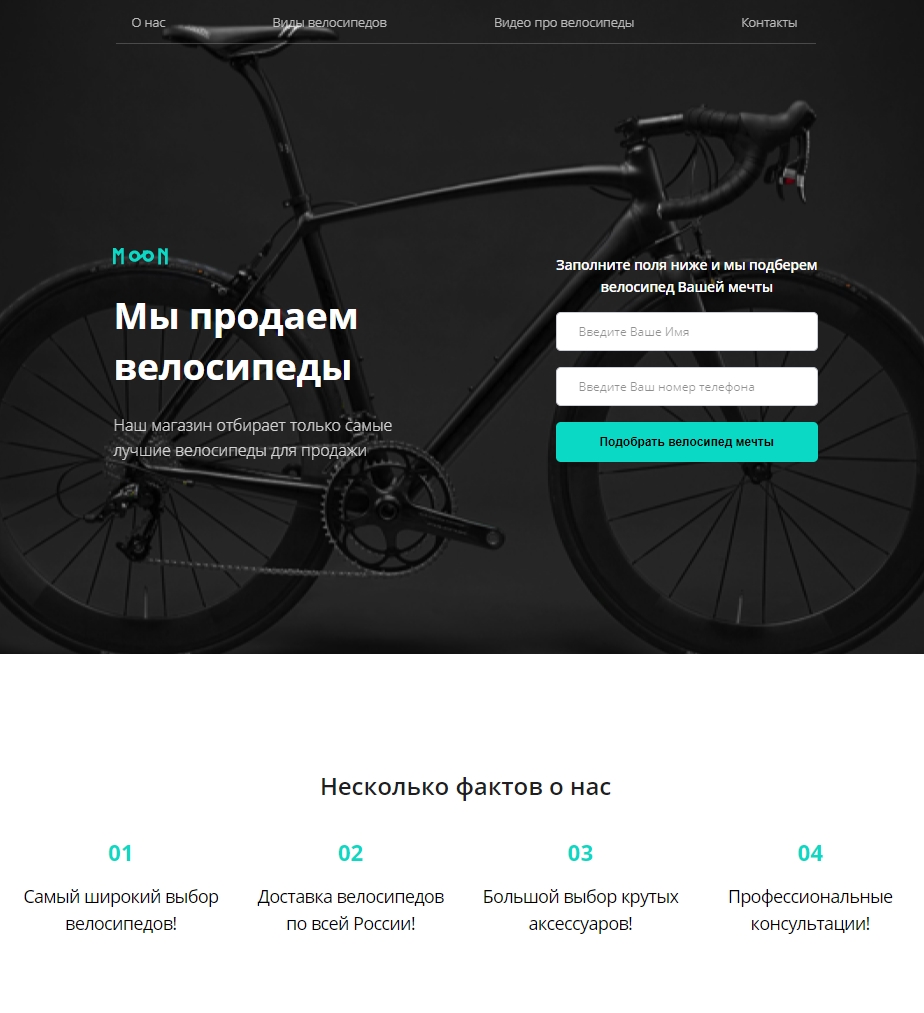 О нас Виды велосипедов Видео про велосипеды Контакты
MOON
Мы продаем
велосипеды
Наш магазин отбирает только самые
лучшие велосипеды для продажи
Заполните поля ниже и мы подберем
велосипед Вашей мечты
Введите Ваше Имя
Введите Ваш номер телефона
Подобрать велосипед мечты
Несколько фактов о нас
01
Самый широкий выбор
велосипедов!
02
Доставка велосипедов
по всей России!
03
Большой выбор крутых
аксессуаров!
04
Профессиональные
консультации!